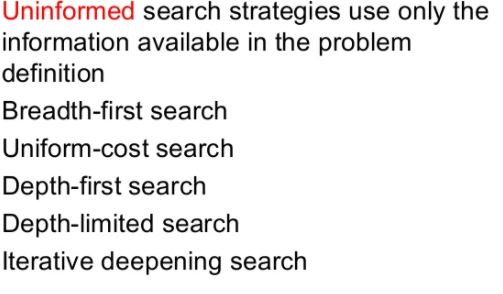 Uninformed search strategies use only the
information available in the problem
definition
Breadth-first search
Uniform-cost search
Depth-first search
Depth-limited search
Iterative deepening search